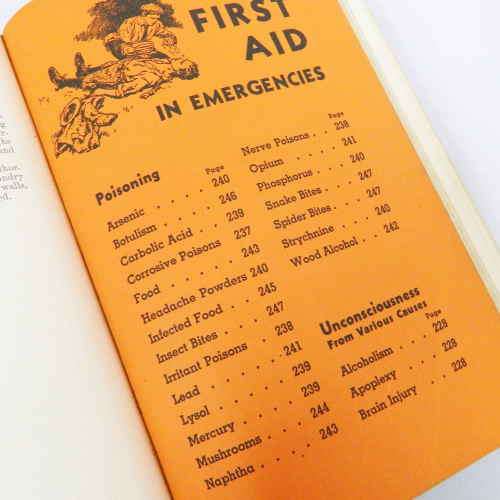 and
walls,
FIRST
AID
IN EMERGENCIES
Poisoning
Page
Arsenic . . . . 240
Botulism . . . . 246
Carbolic Acid . . 239
Corrosive Poisons 237
Food . . . . . . 243
Headache Powders 240
Infected Food . . 245
Insect Bites . . . 247
Irritant Poisons . 238
Lead . . . . . . 241
Lysol . . . . . 239
Mercury . . . . 239
Mushrooms . . . 244
Naphtha . . . . 243
Page
Nerve Poisons . .
Opium . . . . 241
Phosphorus . . . 240
Snake Bites . . . 247
Spider Bites . . . 247
Strychnine . . . 240
Wood Alcohol . . 242
Unconsciousness
From Various Causes
Page
Alcoholism . . . 228
Apoplexy . . . 228
Brain Injury . . 228